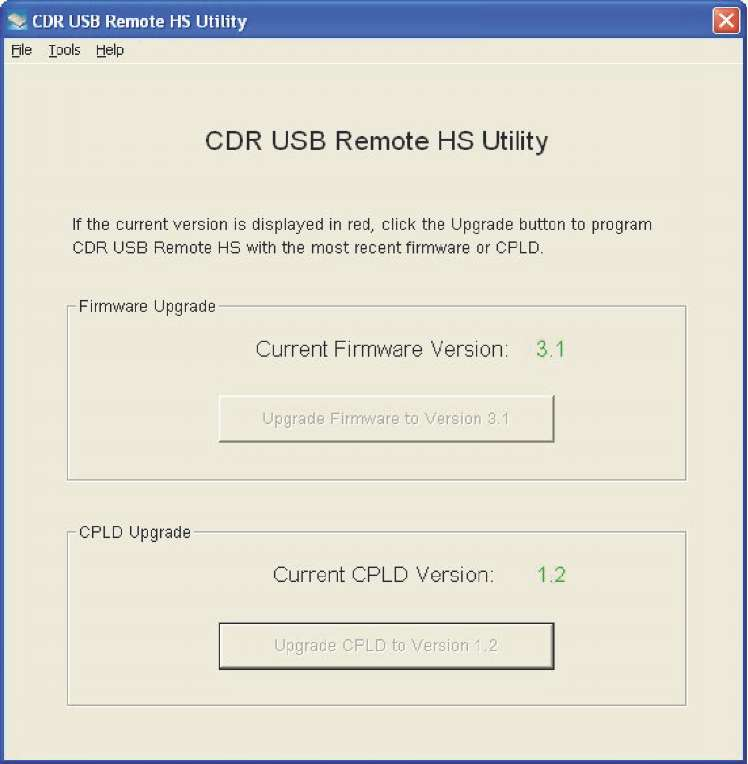 CDR USB Remote HS Utility
File Tools Help
CDR USB Remote HS Utility
If the current version is displayed in red, click the Upgrade button to program
CDR USB Remote HS with the most recent firmware or CPLD.
Firmware Upgrade
Current Firmware Version: 3.1
Upgrade Firmware to Version 3.1
CPLD Upgrade
Current CPLD Version: 1.2
Upgrade CPLD to Version 1.2